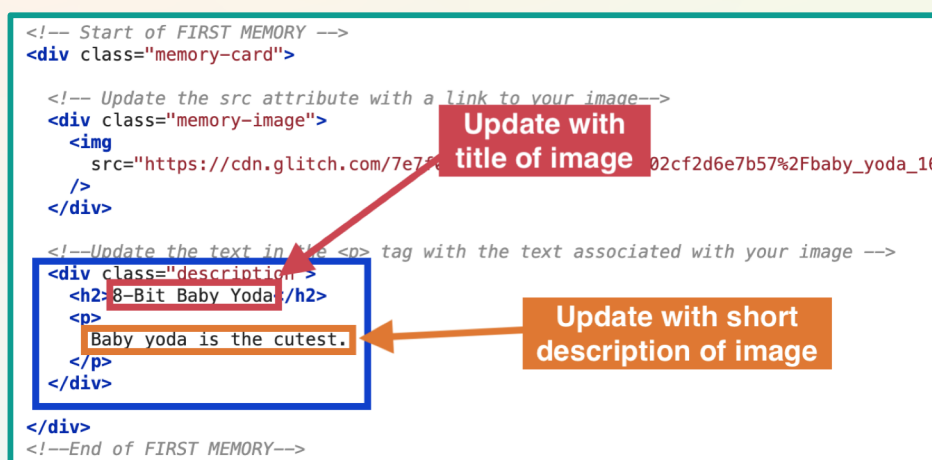 <!-- Start of FIRST MEMORY -->
<div class="memory-card">
<!-- Update the src attribute with a link to your image-->
<div class="memory-image">
<img
src="https://cdn.glitch.com/7e7f 02cf2d6e7b57%2Fbaby_yoda_16
/>
</div>
Update with
title of image
<!--Update the text in the <p> tag with the text associated with your image -->
<div class="description">
<h2>8-Bit Baby Yoda</h2>
<p>
Baby yoda is the cutest.
</p>
</div>
Update with short
description of image
</div>
<!--End of FIRST MEMORY-->